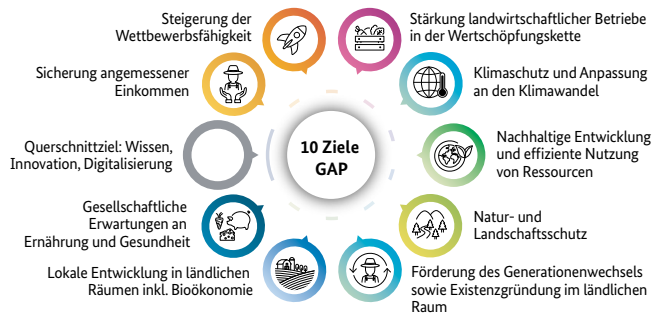 Steigerung der
Wettbewerbsfähigkeit
Stärkung landwirtschaftlicher Betriebe
in der Wertschöpfungskette
Sicherung angemessener
Einkommen
Klimaschutz und Anpassung
an den Klimawandel
Querschnittziel: Wissen,
Innovation, Digitalisierung
10 Ziele
GAP
Nachhaltige Entwicklung
und effiziente Nutzung
von Ressourcen
Gesellschaftliche
Erwartungen an
Ernährung und Gesundheit
Natur- und
Landschaftsschutz
Lokale Entwicklung in ländlichen
Räumen inkl. Bioökonomie
Förderung des Generationenwechsels
sowie Existenzgründung im ländlichen
Raum